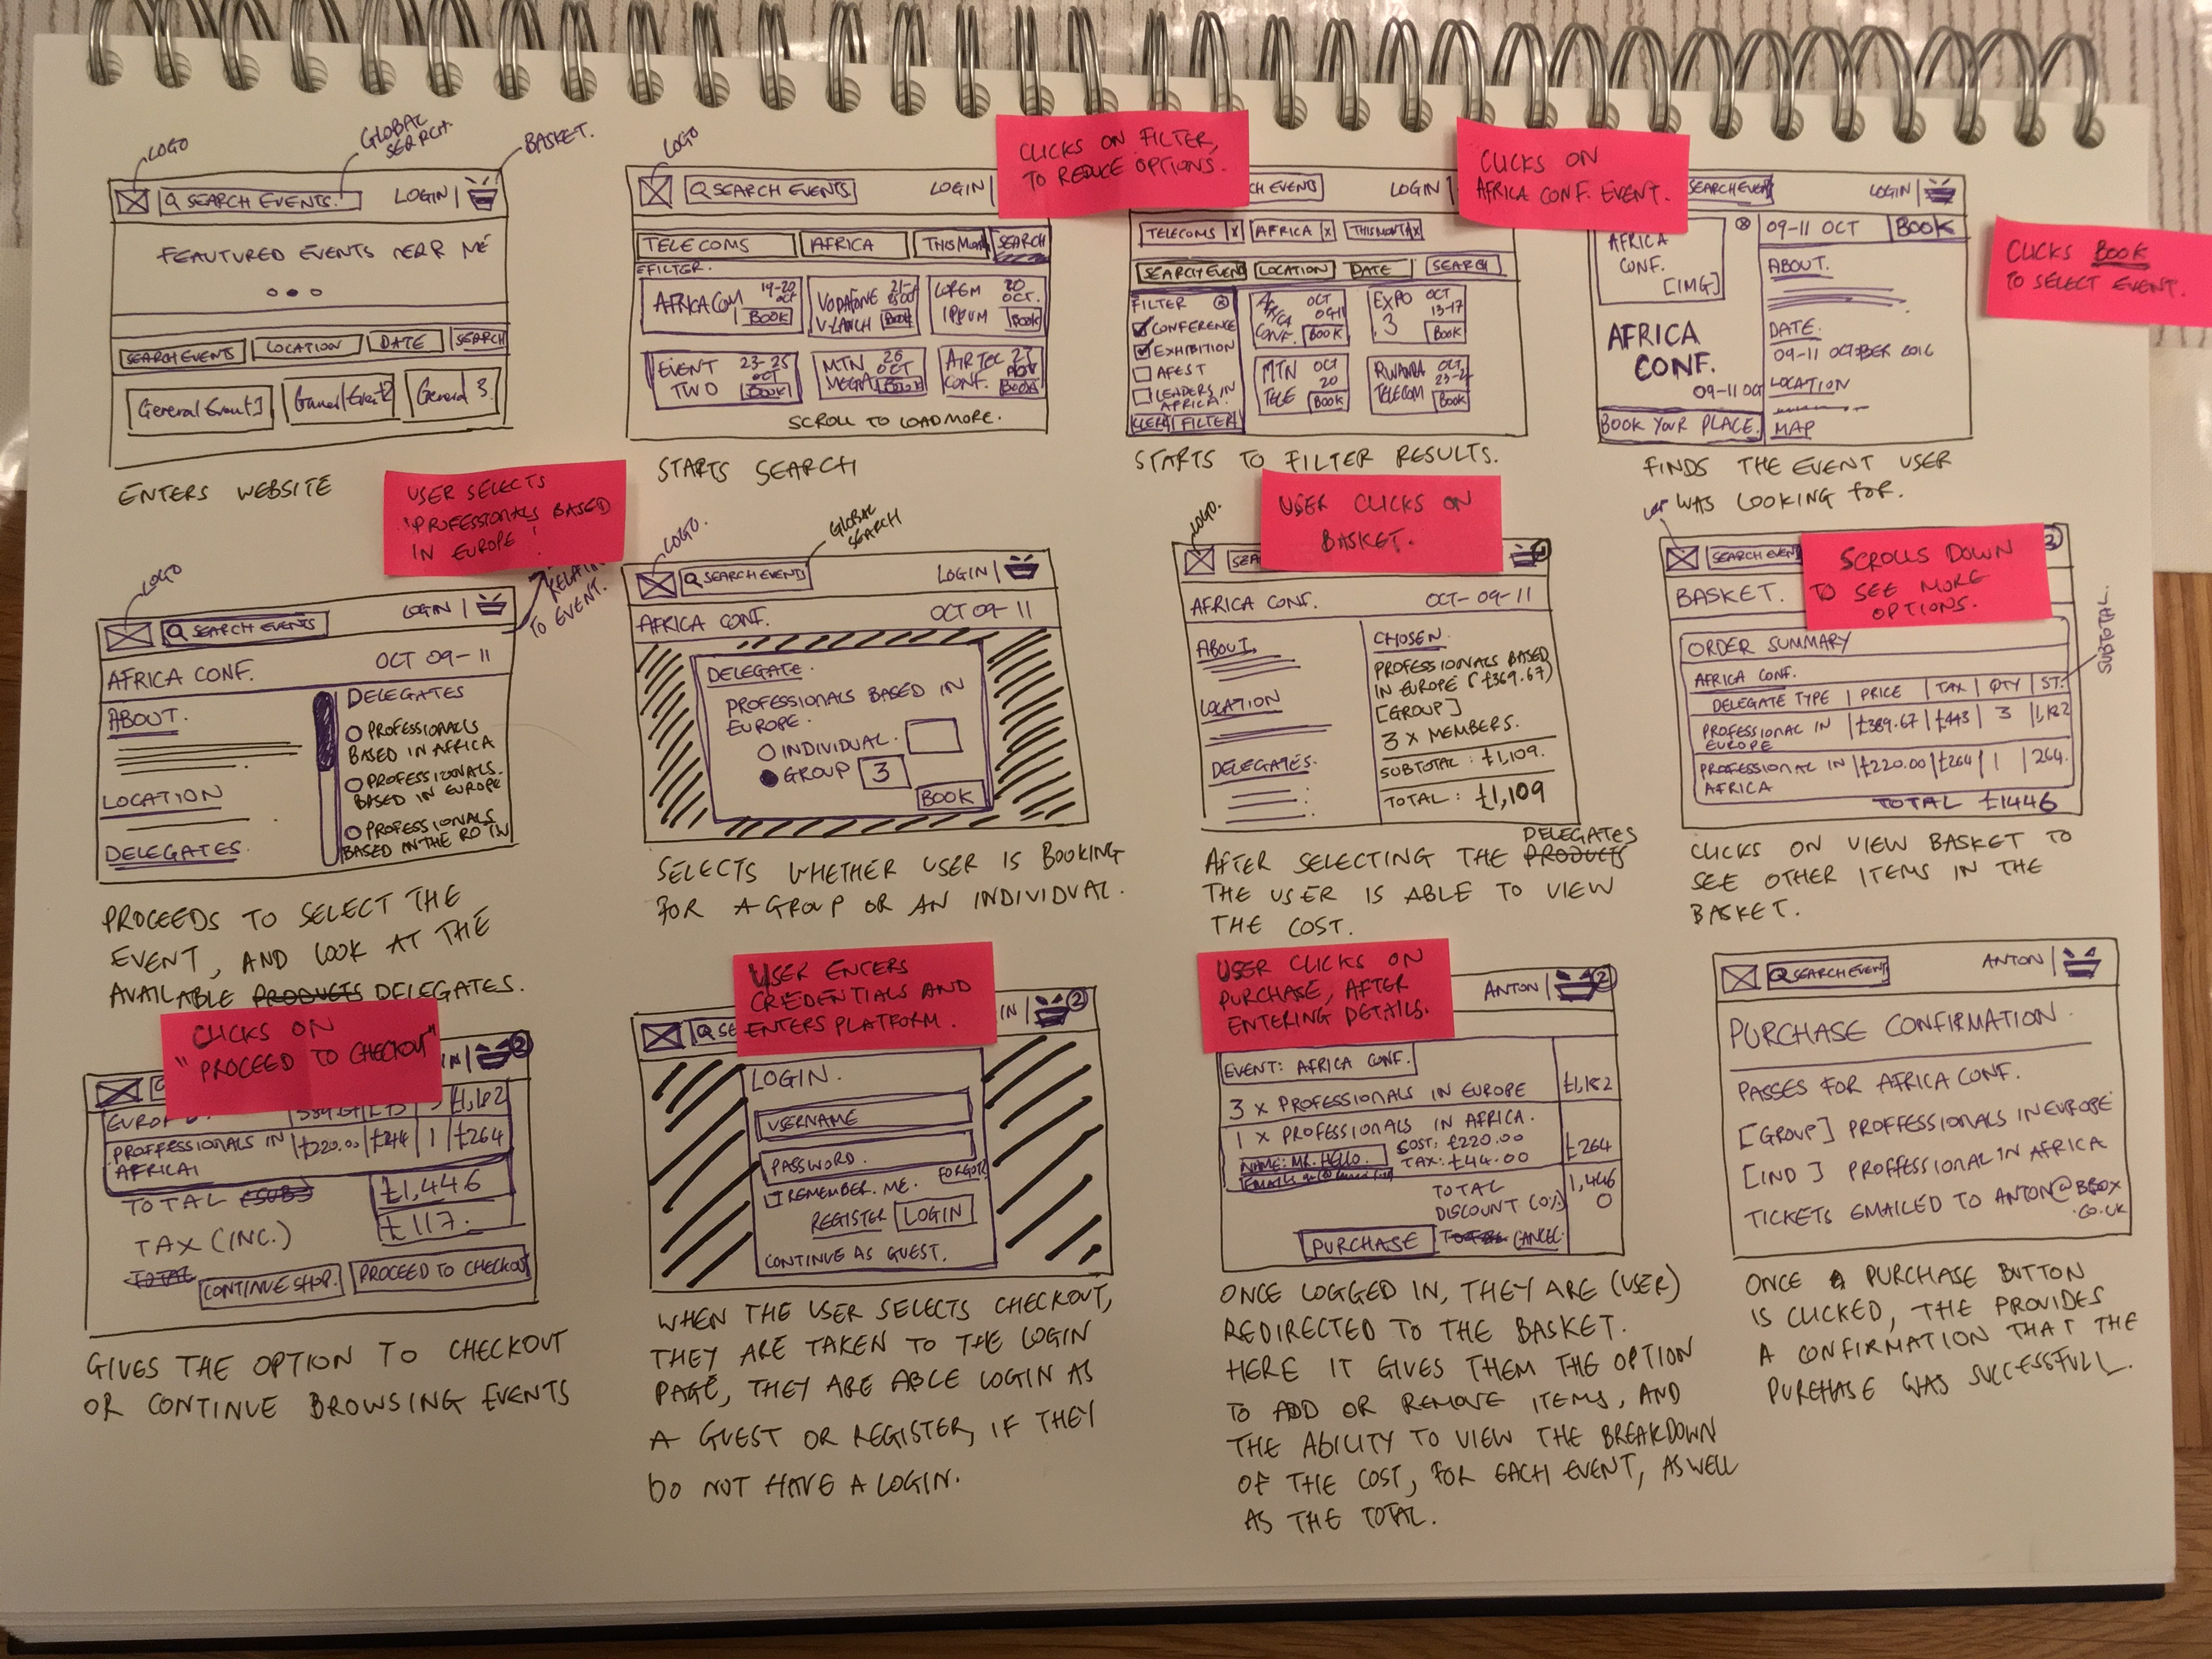 LOGO
GLOBAL
SEARCH.
BASKET.
SEARCH EVENTS.
LOGIN |
FEAUTURED EVENTS NEAR ME
SEARCH EVENTS
LOCATION
DATE
SEARCH
General Event 1
General Event 2
General 3.
ENTERS WEBSITE
LOGO
SEARCH EVENTS
LOGIN |
TELECOMS
AFRICA
THIS MONTH
SEARCH
FILTER.
AFRICA COM
19-20
OCT
BOOK
VODAFONE
OCT
BOOK
LOREM
IPSUM
20
OCT.
BOOK
EVENT
TWO
23-25
OCT
BOOK
MTN
MEGA
26
OCT
BOOK
AIRTEC
CONF.
27
BOOK
SCROLL TO LOAD MORE.
STARTS SEARCH
CLICKS ON FILTER,
TO REDUCE OPTIONS.
CH EVENTS
LOGIN |
TELECOMS X
AFRICA X
THIS MONTH X
SEARCH EVENT
LOCATION
DATE
SEARCH
FILTER
CONFERENCE
EXHIBITION
AFEST
LEADERS IN
AFRICA.
CLEAR
FILTER
AFRICA
CONF.
OCT
09-11
BOOK
EXPO
3
OCT
13-17
BOOK
MTN
TELE
OCT
20
BOOK
RWANDA
TELECOM
OCT,
BOOK
STARTS TO FILTER RESULTS.
CLICKS ON
AFRICA CONF. EVENT.
SEARCH EVEN
LOGIN |
AFRICA
CONF.
[IMG]
AFRICA
CONF.
09-11 OCT
BOOK YOUR PLACE.
09-11 OCT
BOOK
ABOUT.
DATE.
09-11 OCTOBER 2016
LOCATION
MAP
FINDS THE EVENT USER
WAS LOOKING FOR.
CLICKS BOOK
TO SELECT EVENT.
USER SELECTS
"PROFESSIONALS BASED
IN EUROPE"
TO EVENT.
LOGO
SEARCH EVENTS
LOGIN |
AFRICA CONF.
OCT 09-11
ABOUT.
LOCATION
DELEGATES.
DELEGATES
PROFESSIONALS
BASED IN AFRICA
PROFESSIONALS.
BASED IN EUROPE
PROFESSIONALS
BASED IN THE
PROCEEDS TO SELECT THE
EVENT, AND LOOK AT THE
AVAILABLE PRODUCTS DELEGATES.
LOGO.
GLOBAL
SEARCH
SEARCH EVENTS
LOGIN |
AFRICA CONF.
OCT 09-11
DELEGATE.
PROFESSIONALS BASED IN
EUROPE.
INDIVIDUAL.
GROUP 3
BOOK
SELECTS WHETHER USER IS BOOKING
FOR A GROUP OR AN INDIVIDUAL.
USER CLICKS ON
BASKET.
LOGO.
SEA
AFRICA CONF.
OCT-09-11
ABOUT.
LOCATION
DELEGATES.
CHOSEN.
PROFESSIONALS BASED
IN EUROPE (£369.67)
[GROUP]
3 X MEMBERS.
SUBTOTAL: £1,109.
TOTAL: £1,109
DELEGATES
AFTER SELECTING THE PRODUCTS
THE USER IS ABLE TO VIEW
THE COST.
SCROLLS DOWN
TO SEE MORE
OPTIONS.
SEARCH EVEN
2
BASKET.
SUBTOTAL.
ORDER SUMMARY
AFRICA CONF.
DELEGATE TYPE | PRICE | TAX | QTY | ST.
PROFESSIONAL IN | £389.67 | £443 | 3 | 1,182
EUROPE
PROFESSIONAL IN | £220.00 | £264 | 1 | 264.
AFRICA
TOTAL £1446
CLICKS ON VIEW BASKET TO
SEE OTHER ITEMS IN THE
BASKET.
CLICKS ON
"PROCEED TO CHECKOUT"
IN |
2
£1,182
PROFFESSIONALS IN | £220.00 | £44 | 1 | £264
AFRICA
TOTAL (SUB)
£1,446
£117.
TAX (INC.)
TOTAL
CONTINUE SHOP.
PROCEED TO CHECKOUT
GIVES THE OPTION TO CHECKOUT
OR CONTINUE BROWSING EVENTS
USER ENTERS
CREDENTIALS AND
ENTERS PLATFORM.
SE
IN |
2
LOGIN.
USERNAME
PASSWORD.
FORGOT?
REMEMBER ME.
REGISTER
LOGIN
CONTINUE AS GUEST.
WHEN THE USER SELECTS CHECKOUT,
THEY ARE TAKEN TO THE LOGIN
PAGE, THEY ARE ABLE LOGIN AS
A GUEST OR REGISTER, IF THEY
DO NOT HAVE A LOGIN.
USER CLICKS ON
PURCHASE, AFTER
ENTERING DETAILS.
ANTON |
2
EVENT: AFRICA CONF.
3 X PROFESSIONALS IN EUROPE
£1,182
1 X PROFESSIONALS IN AFRICA.
NAME: MR. HELLO.
COST: £220.00
TAX: £44.00
£264
TOTAL
1,446
DISCOUNT (0%)
0
PURCHASE
CANCEL.
ONCE LOGGED IN, THEY ARE (USER)
REDIRECTED TO THE BASKET.
HERE IT GIVES THEM THE OPTION
TO ADD OR REMOVE ITEMS, AND
THE ABILITY TO VIEW THE BREAKDOWN
OF THE COST, FOR EACH EVENT, AS WELL
AS THE TOTAL.
SEARCH EVENT
ANTON |
PURCHASE CONFIRMATION.
PASSES FOR AFRICA CONF.
[GROUP] PROFFESSIONALS IN EUROPE
[IND] PROFFESSIONAL IN AFRICA
TICKETS EMAILED TO ANTON@BBOX
.CO.UK
ONCE A PURCHASE BUTTON
IS CLICKED, THE PROVIDES
A CONFIRMATION THAT THE
PURCHASE WAS SUCCESSFULL.